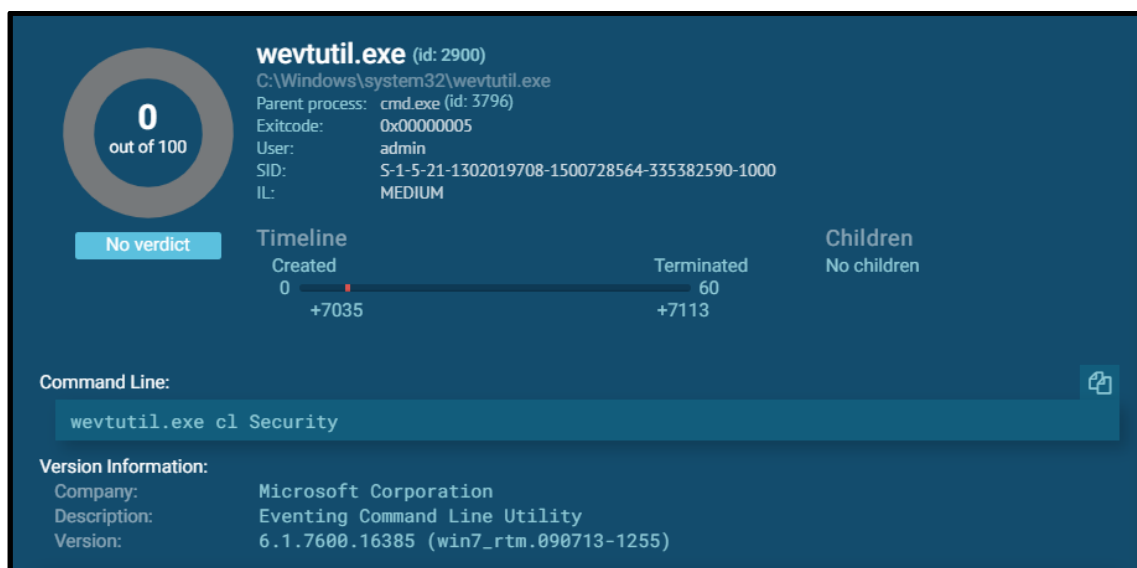 wevtutil.exe (id: 2900)
C:\Windows\system32\wevtutil.exe
Parent process: cmd.exe (id: 3796)
Exitcode: 0x00000005
User: admin
SID: S-1-5-21-1302019708-1500728564-335382590-1000
IL: MEDIUM
0
out of 100
No verdict
Timeline
Created Terminated
0 60
+7035 +7113
Children
No children
Command Line:
wevtutil.exe cl Security
Version Information:
Company: Microsoft Corporation
Description: Eventing Command Line Utility
Version: 6.1.7600.16385 (win7_rtm.090713-1255)